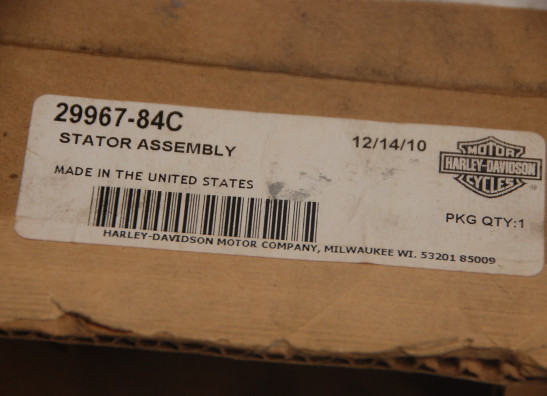 29967-84C
STATOR ASSEMBLY
12/14/10
MOTOR
HARLEY-DAVIDSON
CYCLES
MADE IN THE UNITED STATES
PKG QTY:1
HARLEY-DAVIDSON MOTOR COMPANY, MILWAUKEE WI. 53201 85009